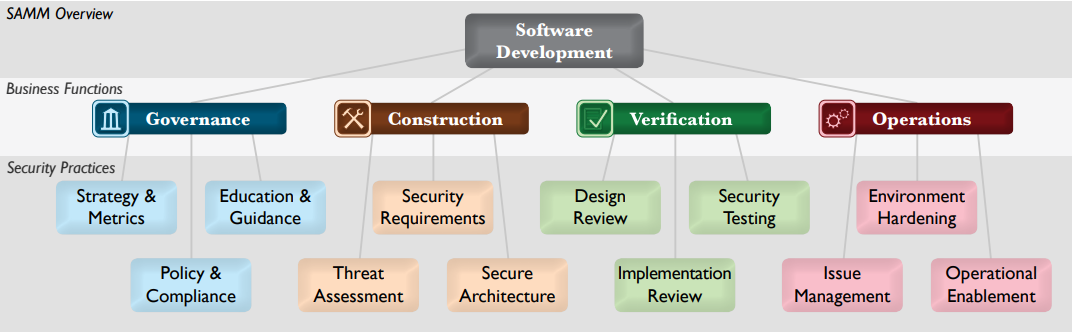 SAMM Overview
Software
Development
Business Functions
Governance
Construction
Verification
Operations
Security Practices
Strategy &
Metrics
Education &
Guidance
Security
Requirements
Design
Review
Security
Testing
Environment
Hardening
Policy &
Compliance
Threat
Assessment
Secure
Architecture
Implementation
Review
Issue
Management
Operational
Enablement